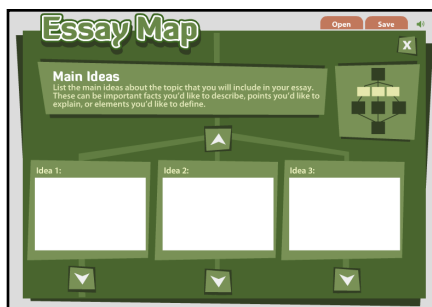 Essay Map
Open Save
X
Main Ideas
List the main ideas about the topic that you will include in your essay.
These can be important facts you'd like to describe, points you'd like to
explain, or elements you'd like to define.
Idea 1: Idea 2: Idea 3: